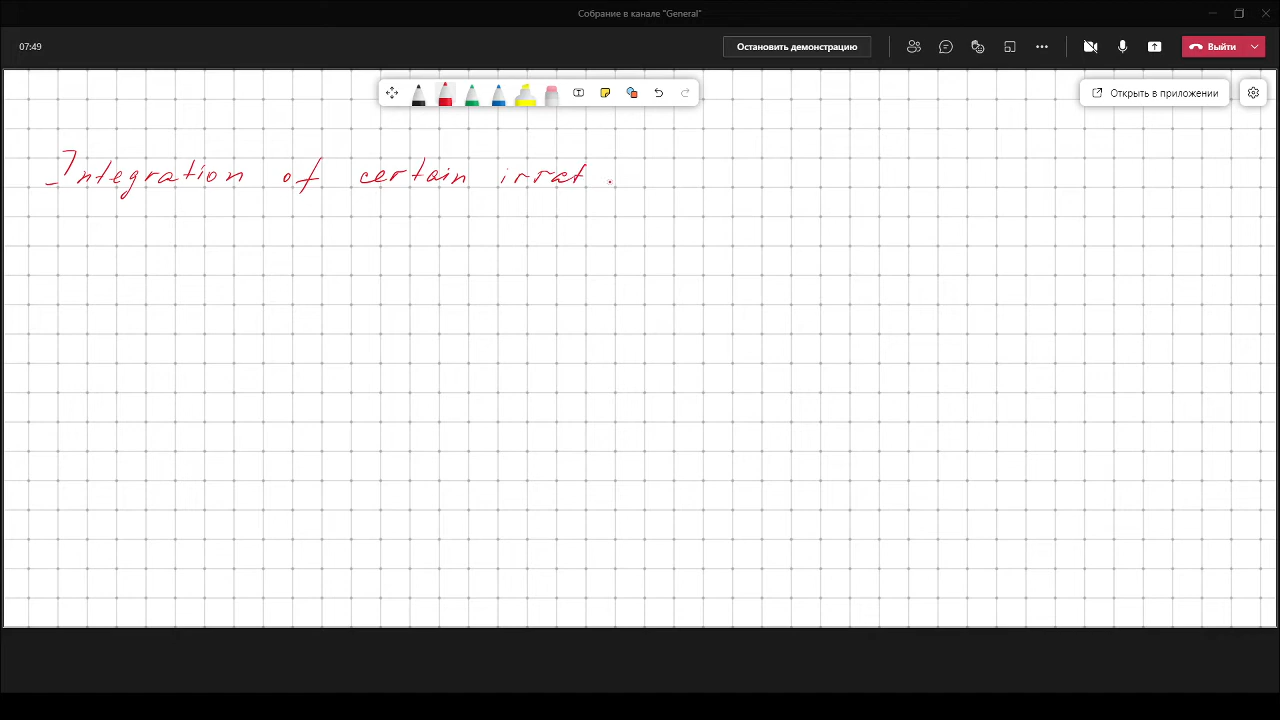 Собрание в канале "General"
07:49
Остановить демонстрацию
Выйти
Открыть в приложении
Integration of certain irrat.